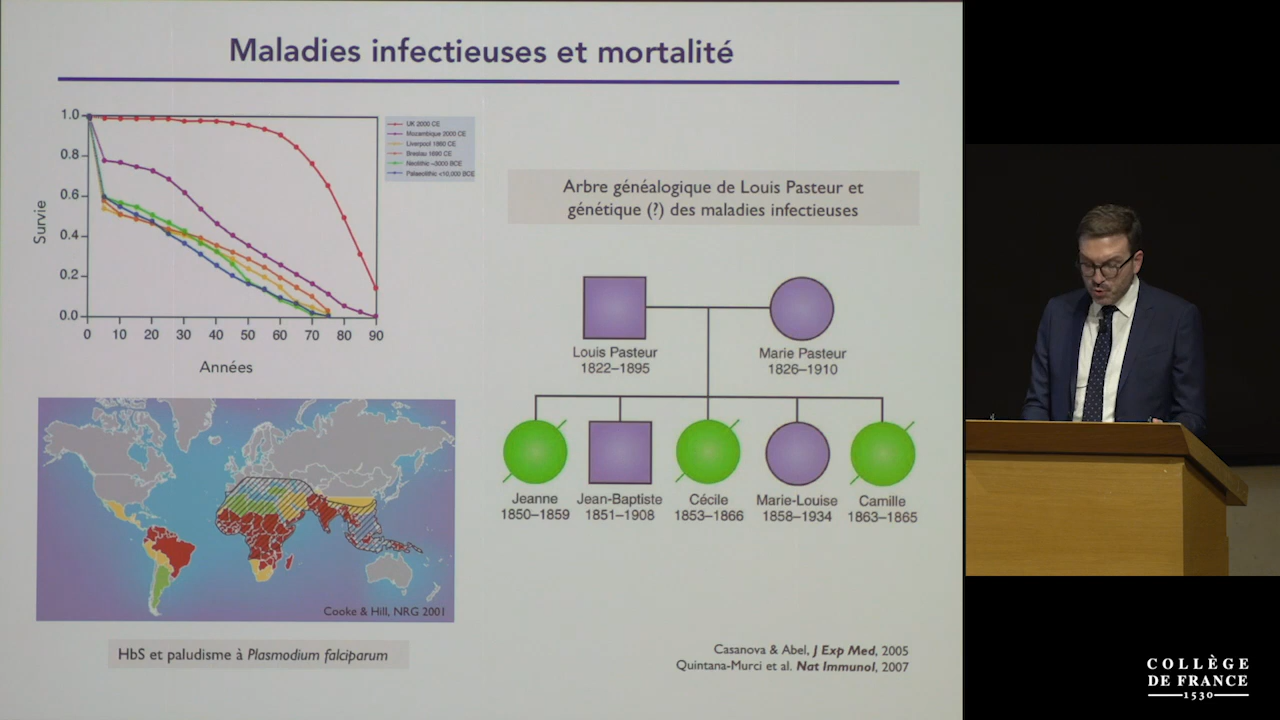 Maladies infectieuses et mortalité
1.0
0.8
0.6
0.4
0.2
0.0
Survie
0 10 20 30 40 50 60 70 80 90
Années
UK 2000 CE
Mozambique 2000 CE
Liverpool 1860 CE
Breslau 1690 CE
Neolithic ~3000 BCE
Palaeolithic <10,000 BCE
Cooke & Hill, NRG 2001
HbS et paludisme à Plasmodium falciparum
Arbre généalogique de Louis Pasteur et
génétique (?) des maladies infectieuses
Louis Pasteur
1822–1895
Marie Pasteur
1826–1910
Jeanne
1850–1859
Jean-Baptiste
1851–1908
Cécile
1853–1866
Marie-Louise
1858–1934
Camille
1863–1865
Casanova & Abel, J Exp Med, 2005
Quintana-Murci et al. Nat Immunol, 2007
COLLÈGE
DE FRANCE
1530